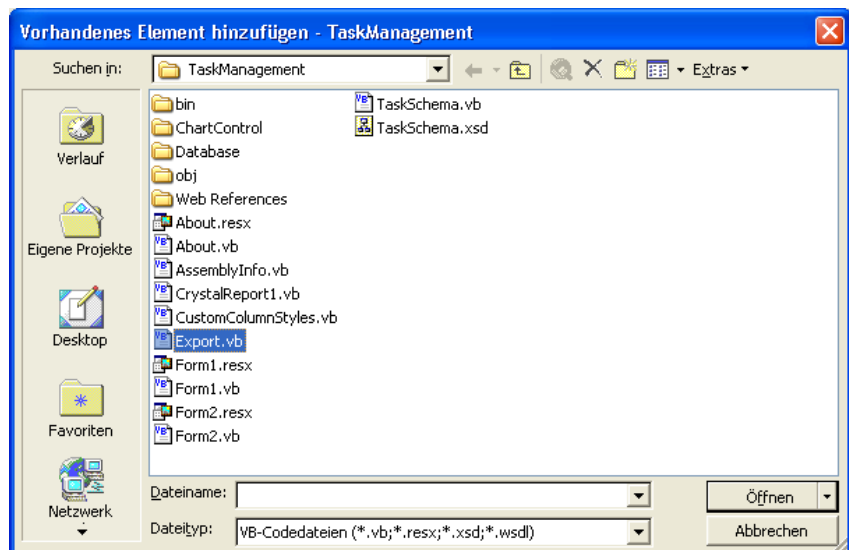 Vorhandenes Element hinzufügen - TaskManagement
Suchen in:
TaskManagement
Extras
Verlauf
Eigene Projekte
Desktop
Favoriten
Netzwerk
bin
ChartControl
Database
obj
Web References
About.resx
About.vb
AssemblyInfo.vb
CrystalReport1.vb
CustomColumnStyles.vb
Export.vb
Form1.resx
Form1.vb
Form2.resx
Form2.vb
TaskSchema.vb
TaskSchema.xsd
Dateiname:
Öffnen
Dateityp:
VB-Codedateien (*.vb;*.resx;*.xsd;*.wsdl)
Abbrechen